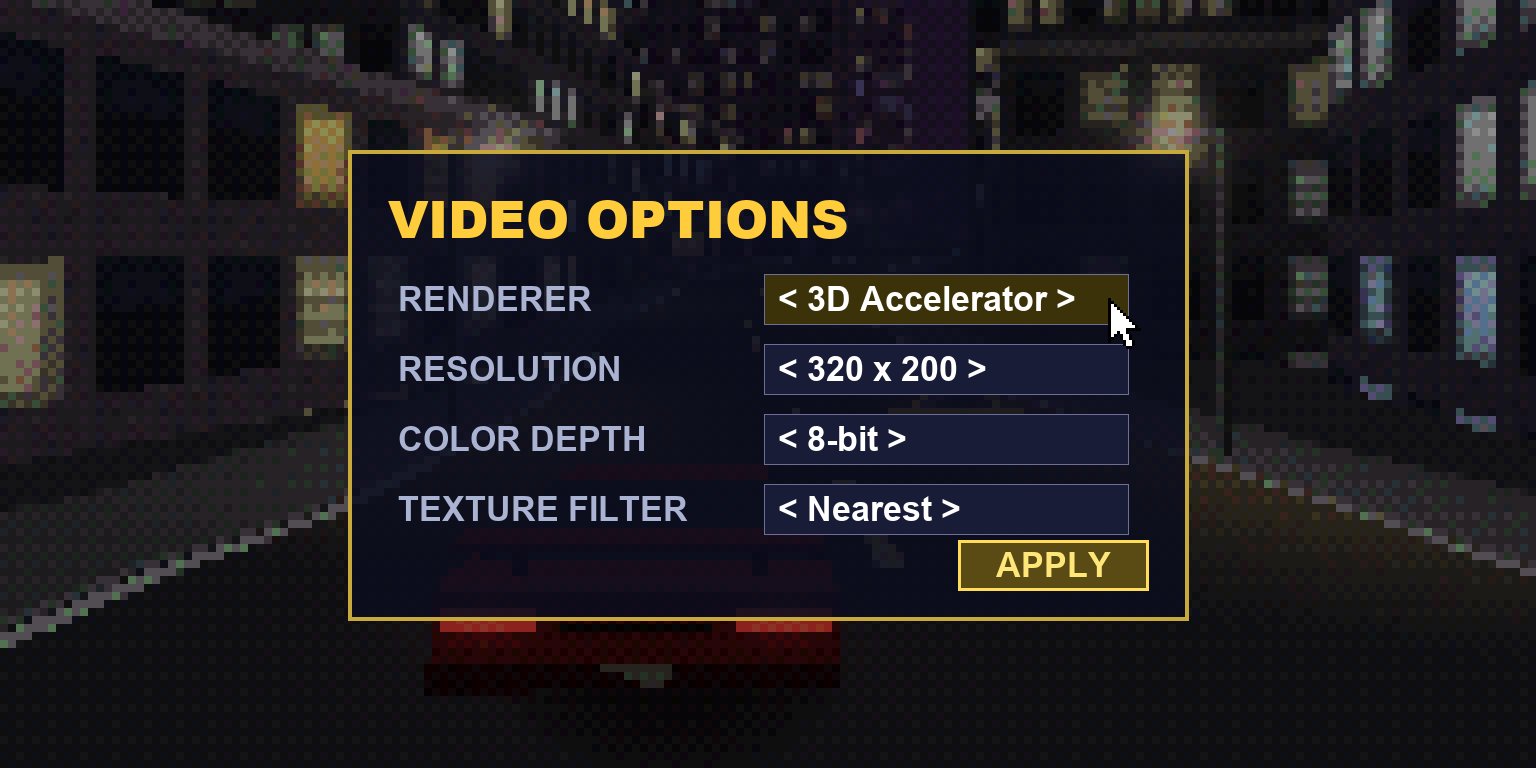 VIDEO OPTIONS
RENDERER < 3D Accelerator >
RESOLUTION < 320 x 200 >
COLOR DEPTH < 8-bit >
TEXTURE FILTER < Nearest >
APPLY